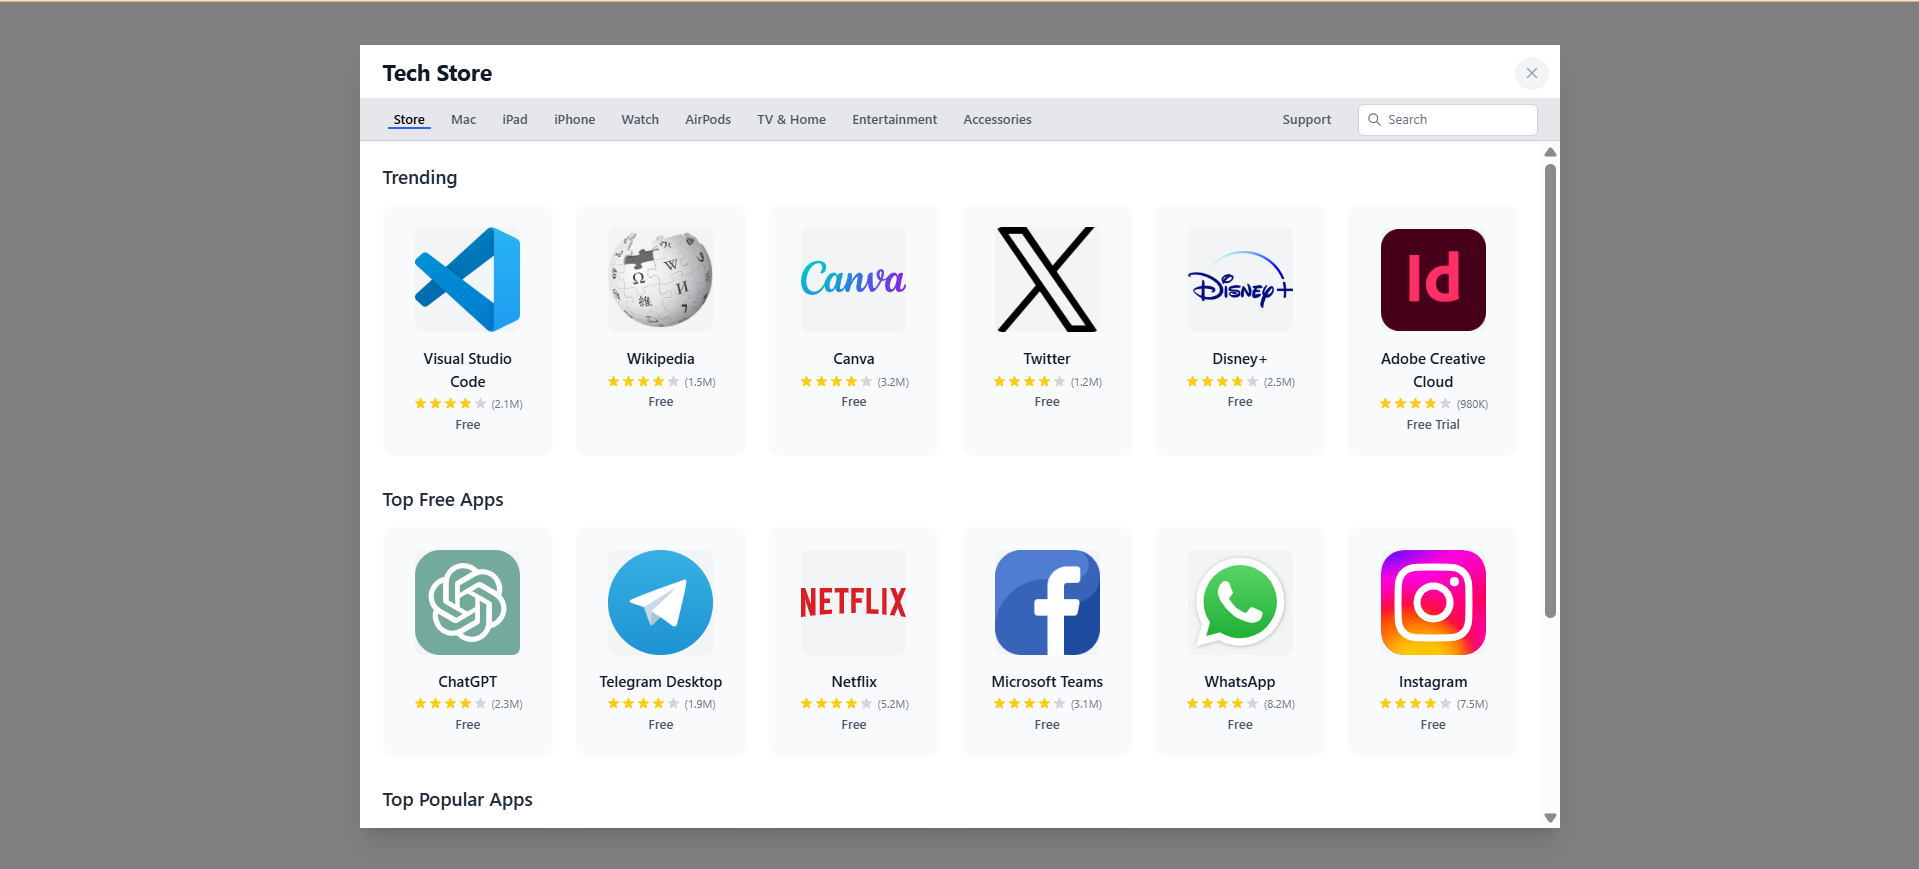 Tech Store
Store Mac iPad iPhone Watch AirPods TV & Home Entertainment Accessories Support Search
Trending
Canva
Disney+
Id
Visual Studio
Code
(2.1M)
Free
Wikipedia
(1.5M)
Free
Canva
(3.2M)
Free
Twitter
(1.2M)
Free
Disney+
(2.5M)
Free
Adobe Creative
Cloud
(980K)
Free Trial
Top Free Apps
NETFLIX
ChatGPT
(2.3M)
Free
Telegram Desktop
(1.9M)
Free
Netflix
(5.2M)
Free
Microsoft Teams
(3.1M)
Free
WhatsApp
(8.2M)
Free
Instagram
(7.5M)
Free
Top Popular Apps